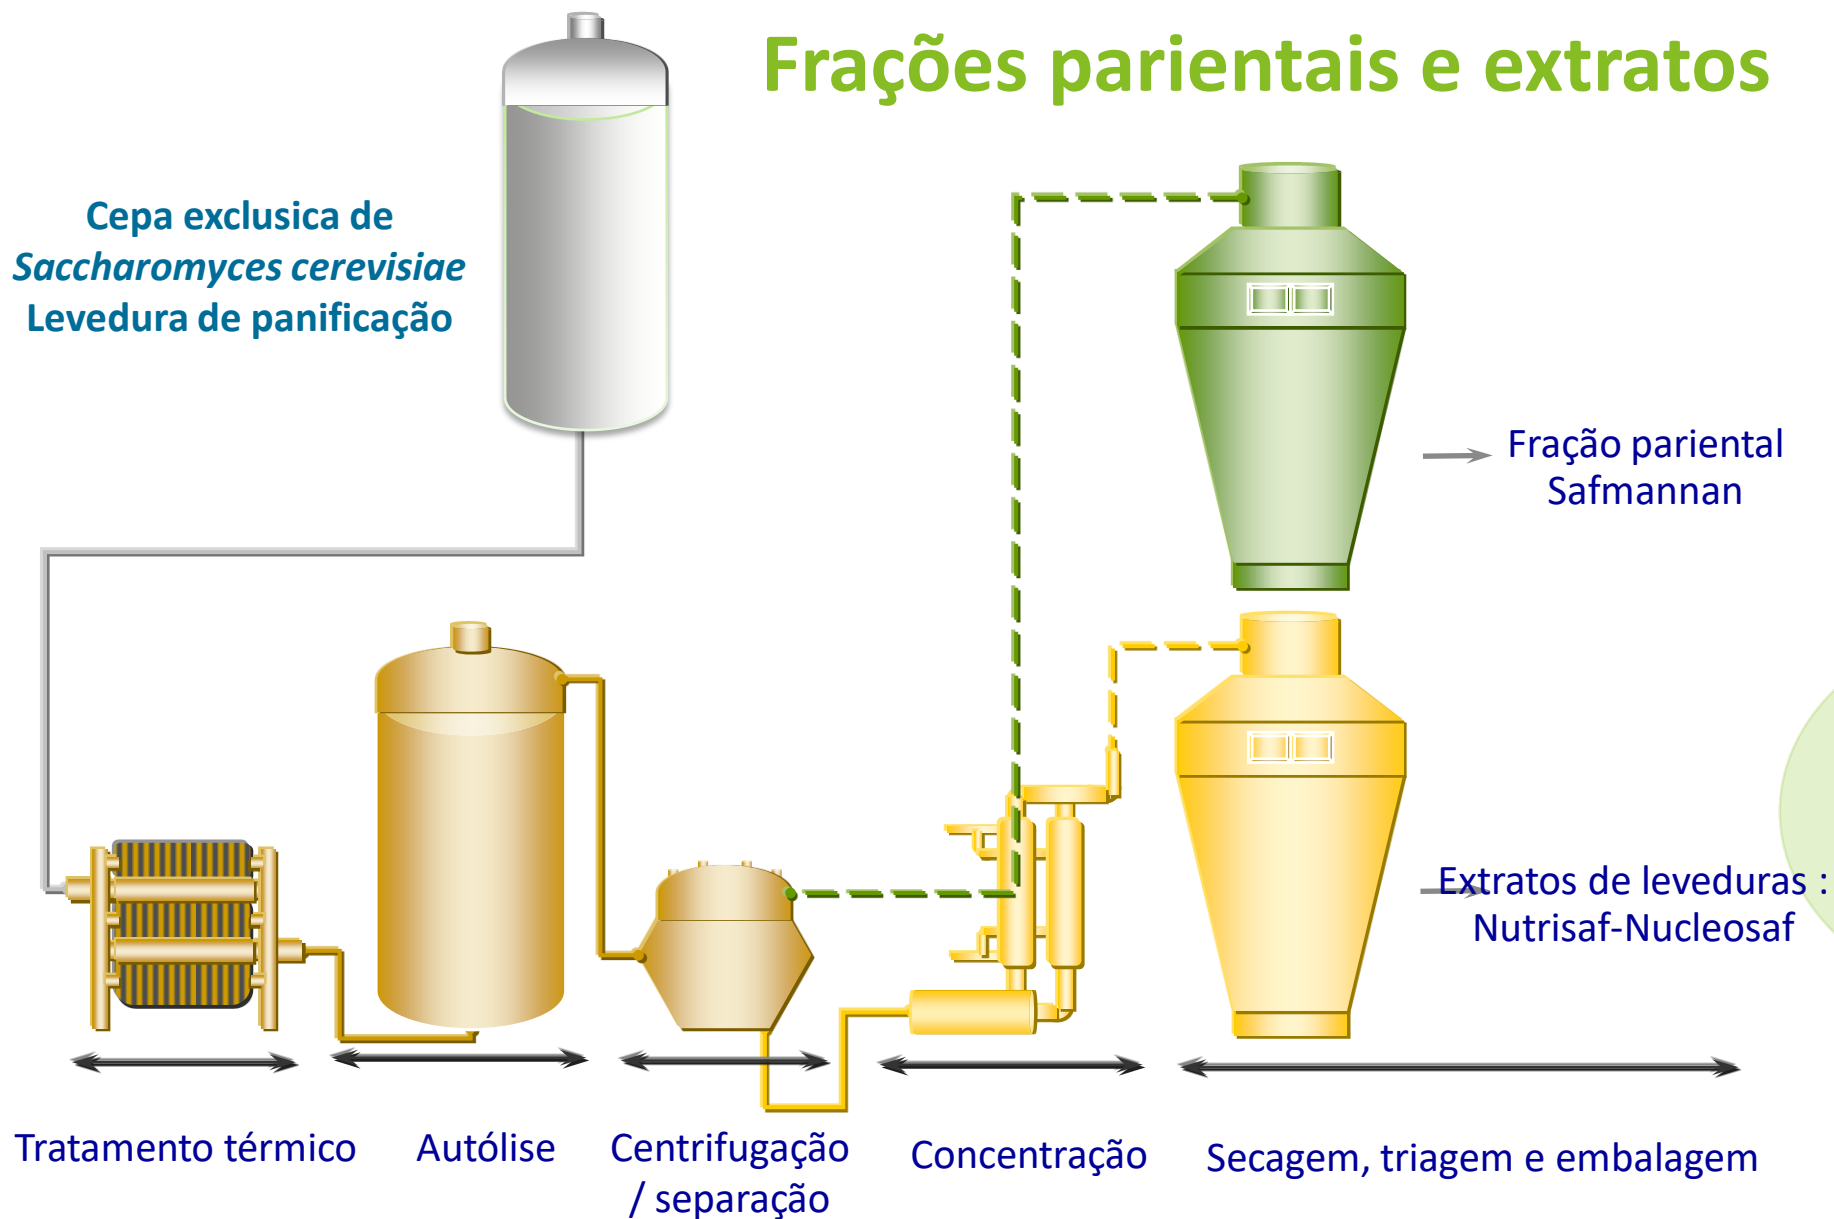 Frações parientais e extratos
Cepa exclusica de
Saccharomyces cerevisiae
Levedura de panificação
Fração pariental
Safmannan
Extratos de leveduras :
Nutrisaf-Nucleosaf
Tratamento térmico
Autólise
Centrifugação
/ separação
Concentração
Secagem, triagem e embalagem